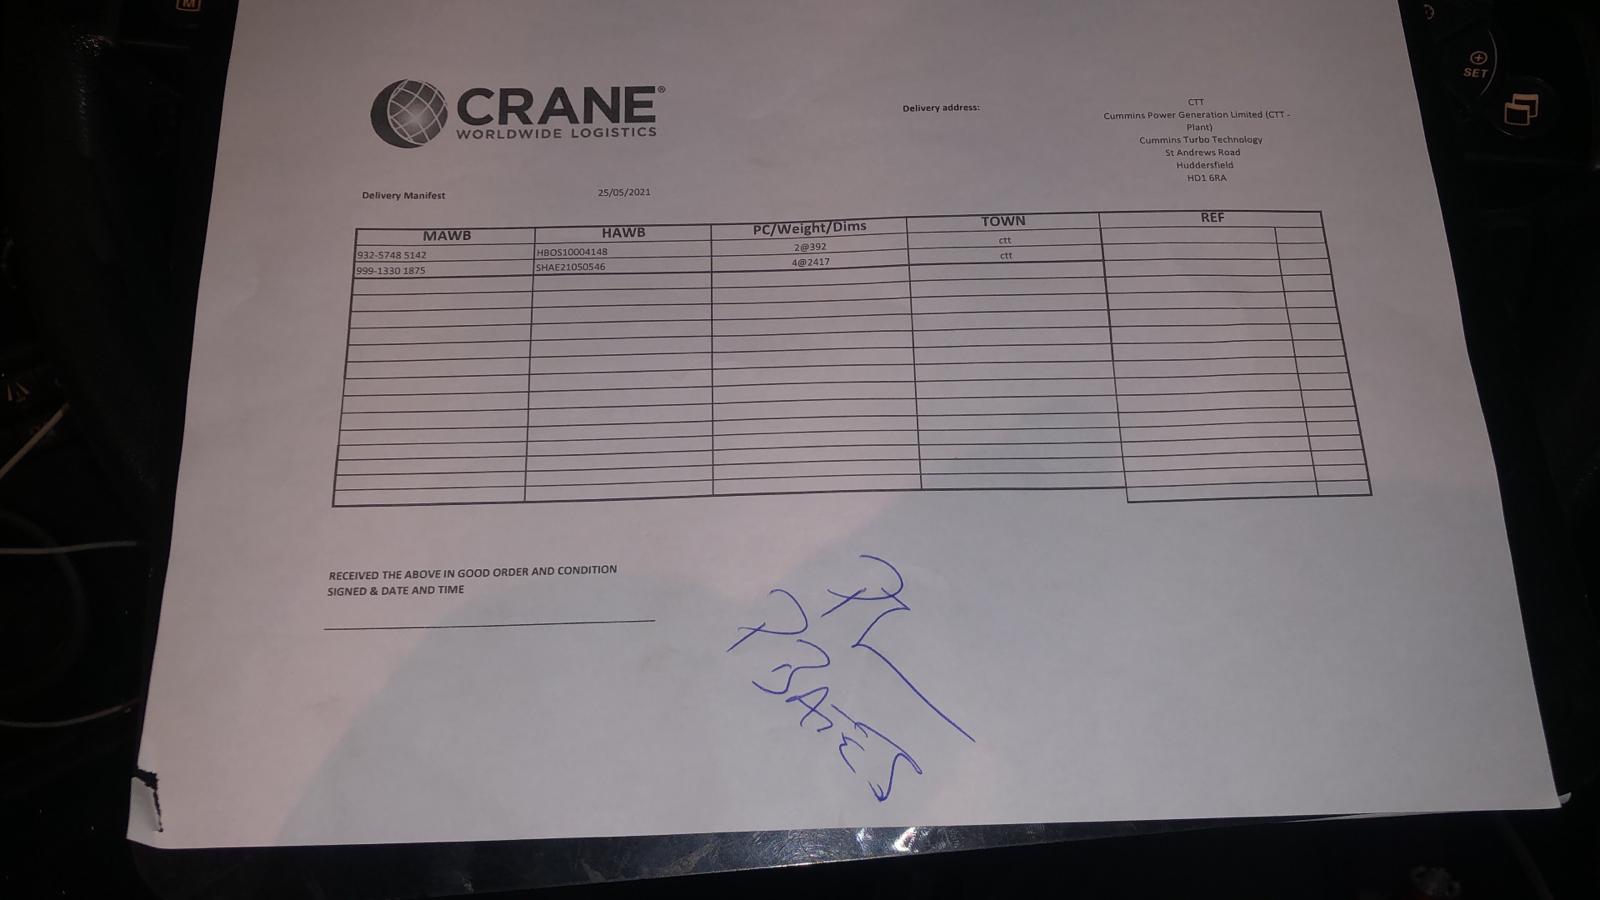 CRANE®
WORLDWIDE LOGISTICS
Delivery address:
CTT
Cummins Power Generation Limited (CTT -
Plant)
Cummins Turbo Technology
St Andrews Road
Huddersfield
HD1 6RA
Delivery Manifest 25/05/2021
MAWB HAWB PC/Weight/Dims TOWN REF
932-5748 5142 HBOS10004148 2@392 ctt
999-1330 1875 SHAE21050546 4@2417 ctt
RECEIVED THE ABOVE IN GOOD ORDER AND CONDITION
SIGNED & DATE AND TIME
P BATES
SET
M